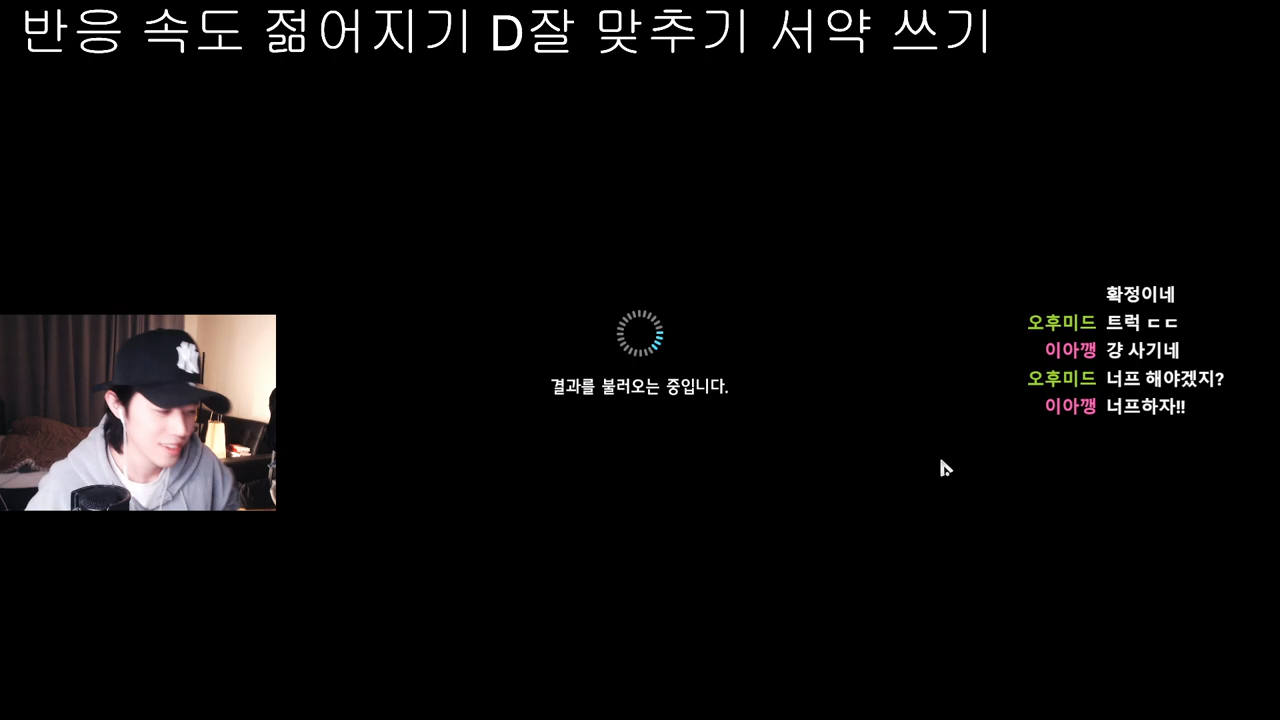 반응 속도 젊어지기 D잘 맞추기 서약 쓰기
확정이네
오후미드 트럭 ㄷㄷ
이아깽 걍 사기네
오후미드 너프 해야겠지?
이아깽 너프하자!!
결과를 불러오는 중입니다.
NY